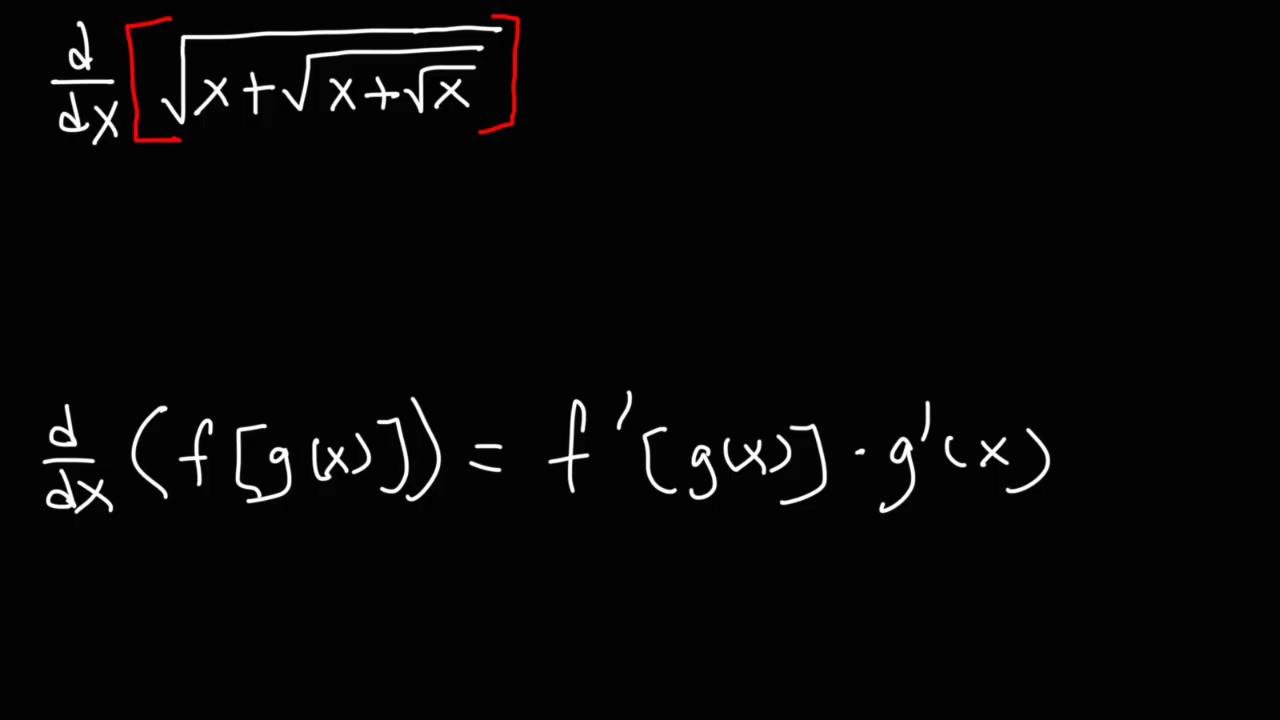 d/dx [√(x+√(x+√x))]
d/dx (f[g(x)]) = f'[g(x)] · g'(x)